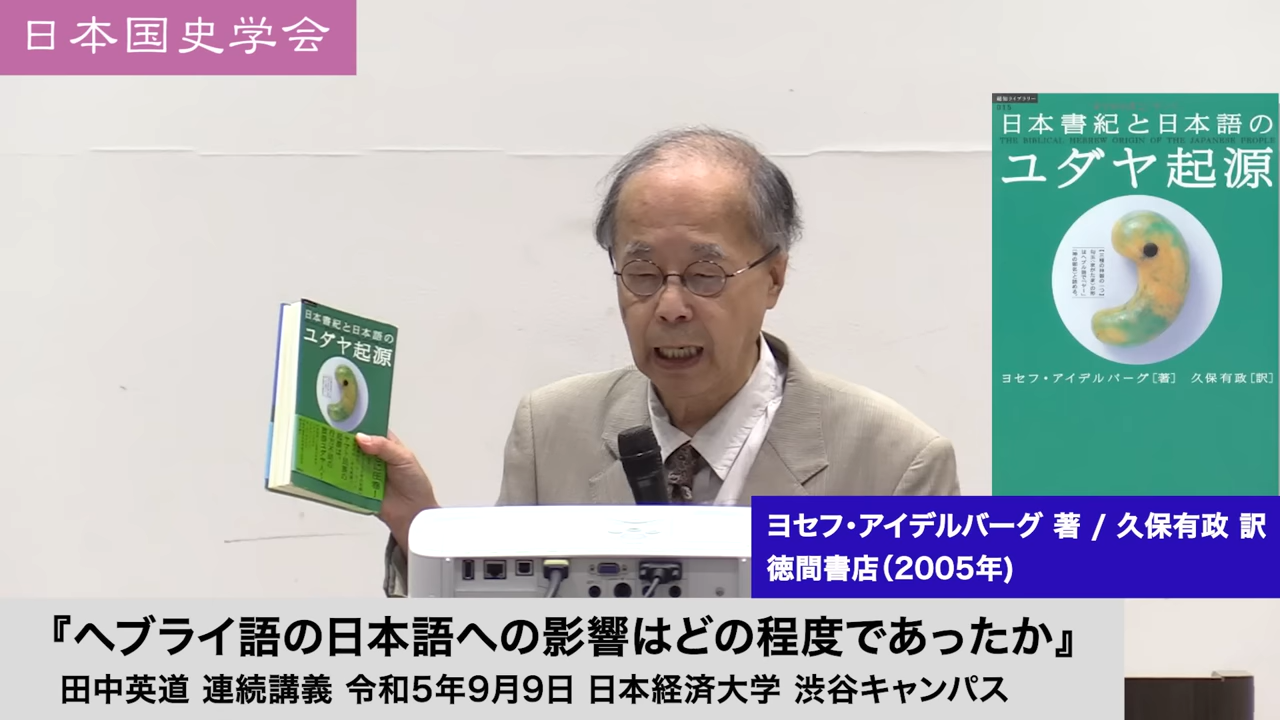 日本国史学会
日本書紀と日本語の
THE BIBLICAL HEBREW ORIGIN OF THE JAPANESE PEOPLE
ユダヤ起源
ヨセフ・アイデルバーグ[著] 久保有政[訳]
日本書紀と日本語の
ユダヤ起源
ヨセフ・アイデルバーグ 著 / 久保有政 訳
徳間書店(2005年)
『ヘブライ語の日本語への影響はどの程度であったか』
田中英道 連続講義 令和5年9月9日 日本経済大学 渋谷キャンパス